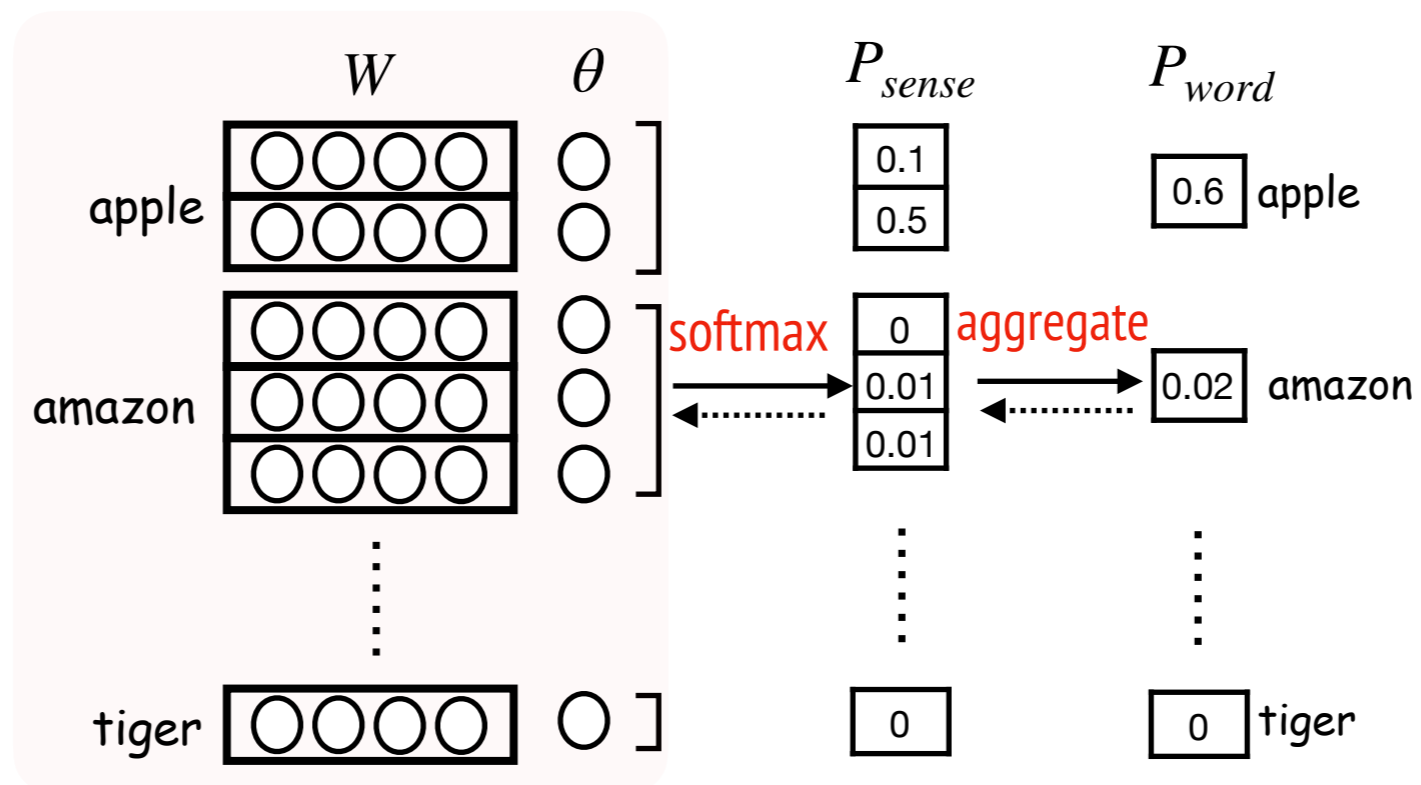 W θ P_sense P_word
0.1
apple 0.6 apple
0.5
softmax 0 aggregate
amazon 0.01 0.02 amazon
0.01
tiger 0 0 tiger